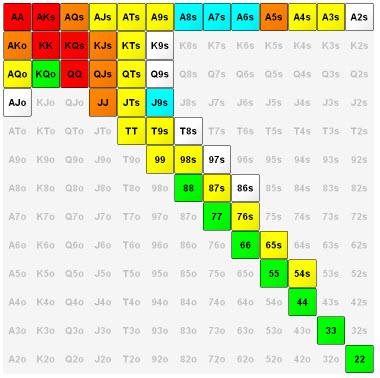 AA AKs AQs AJs ATs A9s A8s A7s A6s A5s A4s A3s A2s
AKo KK KQs KJs KTs K9s K8s K7s K6s K5s K4s K3s K2s
AQo KQo QQ QJs QTs Q9s Q8s Q7s Q6s Q5s Q4s Q3s Q2s
AJo KJo QJo JJ JTs J9s J8s J7s J6s J5s J4s J3s J2s
ATo KTo QTo JTo TT T9s T8s T7s T6s T5s T4s T3s T2s
A9o K9o Q9o J9o T9o 99 98s 97s 96s 95s 94s 93s 92s
A8o K8o Q8o J8o T8o 98o 88 87s 86s 85s 84s 83s 82s
A7o K7o Q7o J7o T7o 97o 87o 77 76s 75s 74s 73s 72s
A6o K6o Q6o J6o T6o 96o 86o 76o 66 65s 64s 63s 62s
A5o K5o Q5o J5o T5o 95o 85o 75o 65o 55 54s 53s 52s
A4o K4o Q4o J4o T4o 94o 84o 74o 64o 54o 44 43s 42s
A3o K3o Q3o J3o T3o 93o 83o 73o 63o 53o 43o 33 32s
A2o K2o Q2o J2o T2o 92o 82o 72o 62o 52o 42o 32o 22